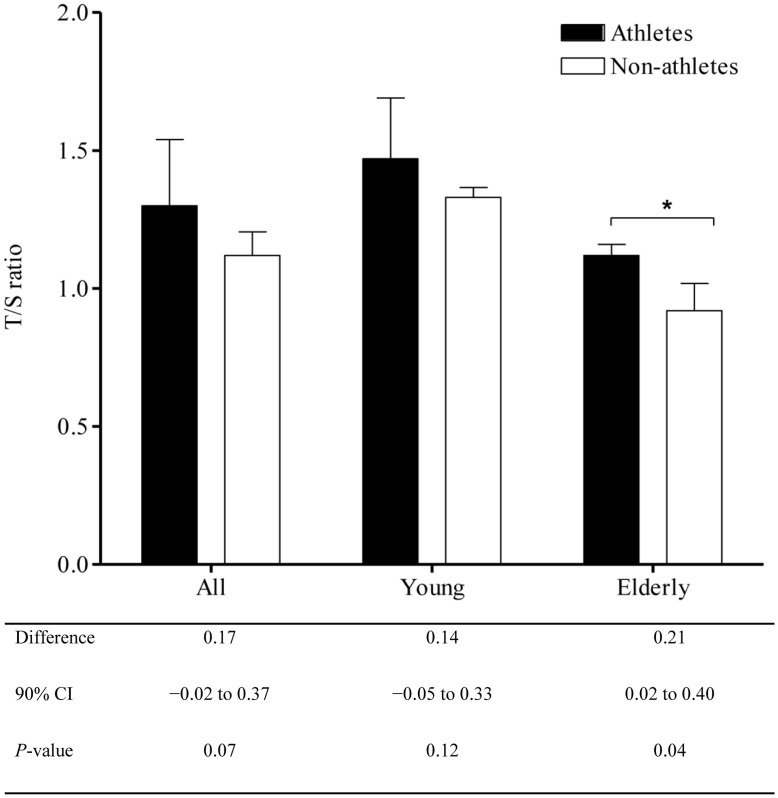 2.0
Athletes
Non-athletes
1.5
*
1.0
T/S ratio
0.5
0.0
All Young Elderly
Difference 0.17 0.14 0.21
90% CI −0.02 to 0.37 −0.05 to 0.33 0.02 to 0.40
P-value 0.07 0.12 0.04